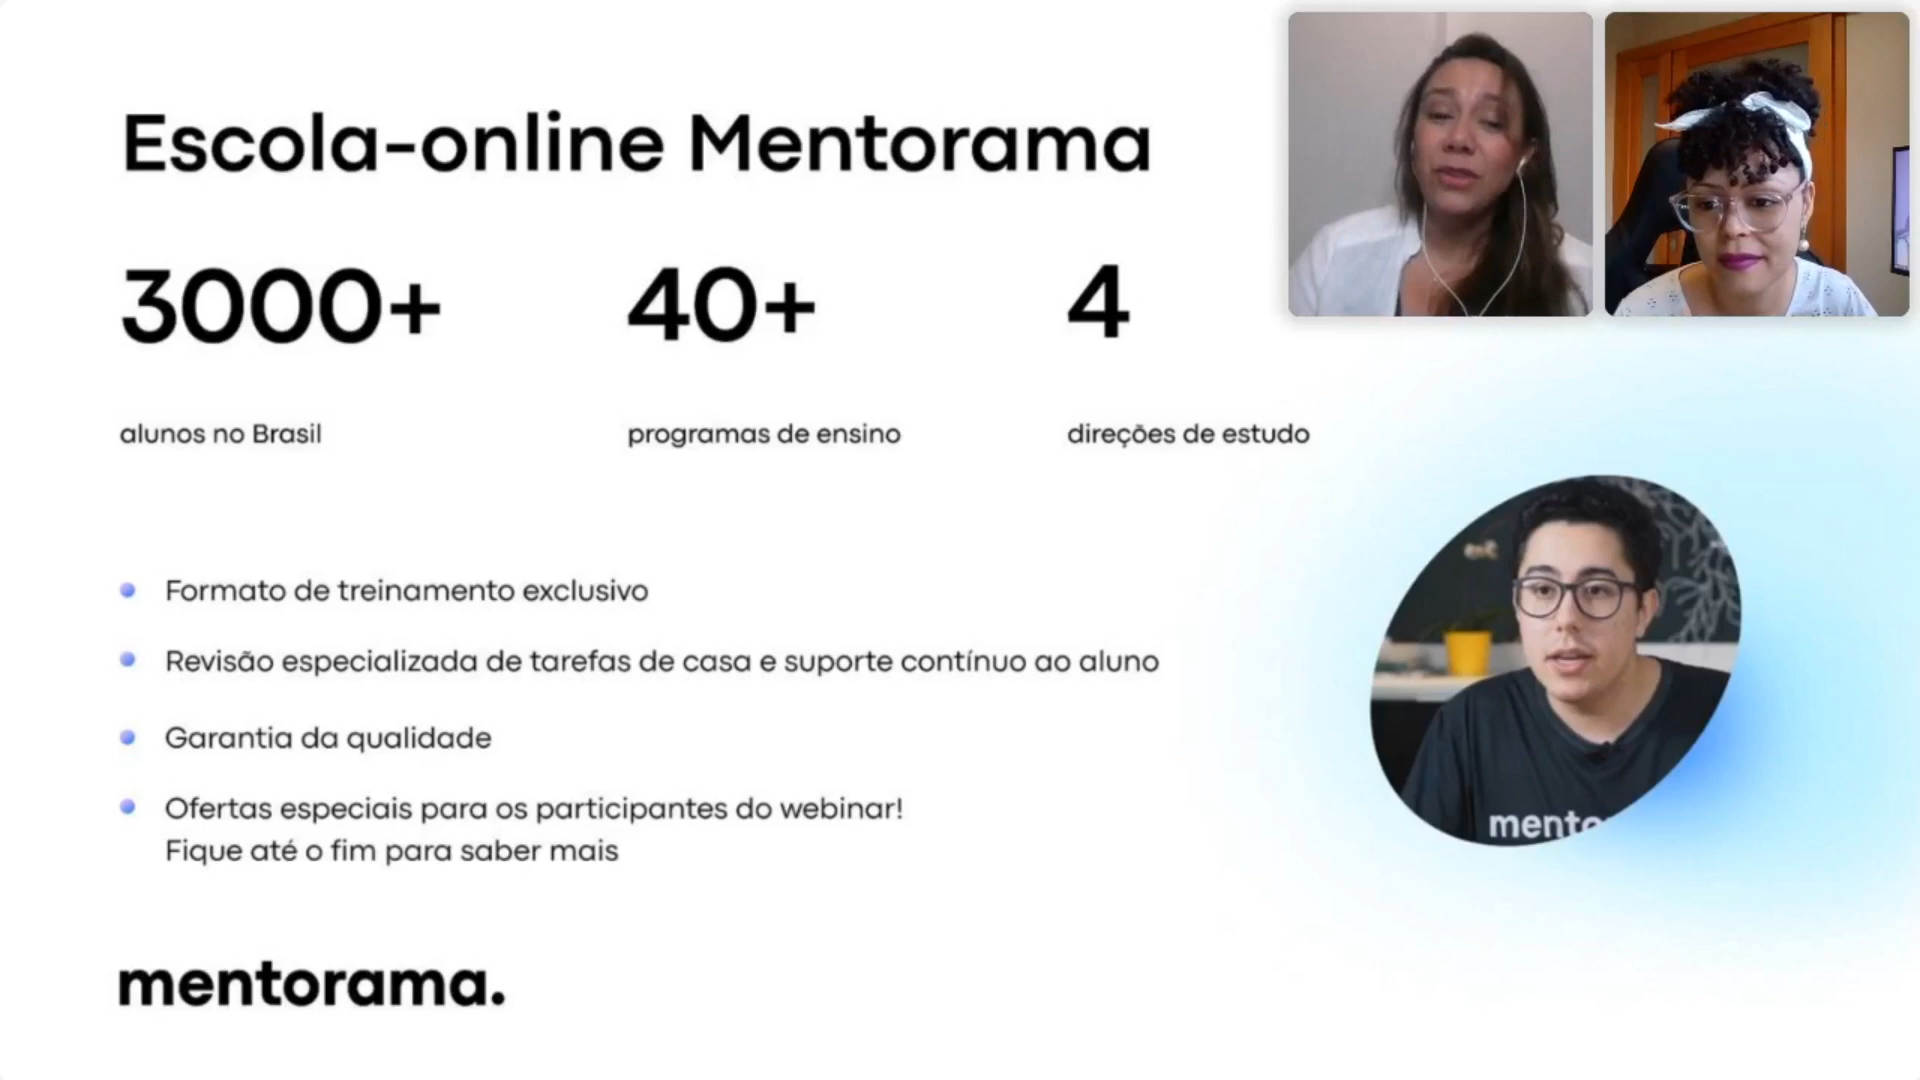 Escola-online Mentorama
3000+
40+
4
alunos no Brasil
programas de ensino
direções de estudo
Formato de treinamento exclusivo
Revisão especializada de tarefas de casa e suporte contínuo ao aluno
Garantia da qualidade
Ofertas especiais para os participantes do webinar!
Fique até o fim para saber mais
mento
mentorama.